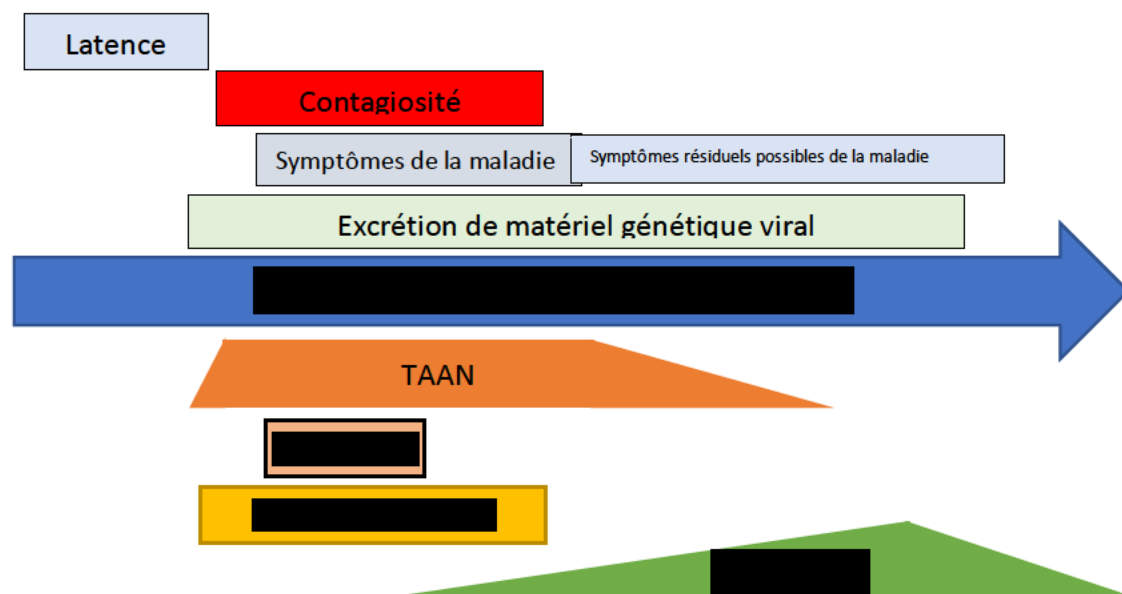 Latence
Contagiosité
Symptômes de la maladie
Symptômes résiduels possibles de la maladie
Excrétion de matériel génétique viral
TAAN